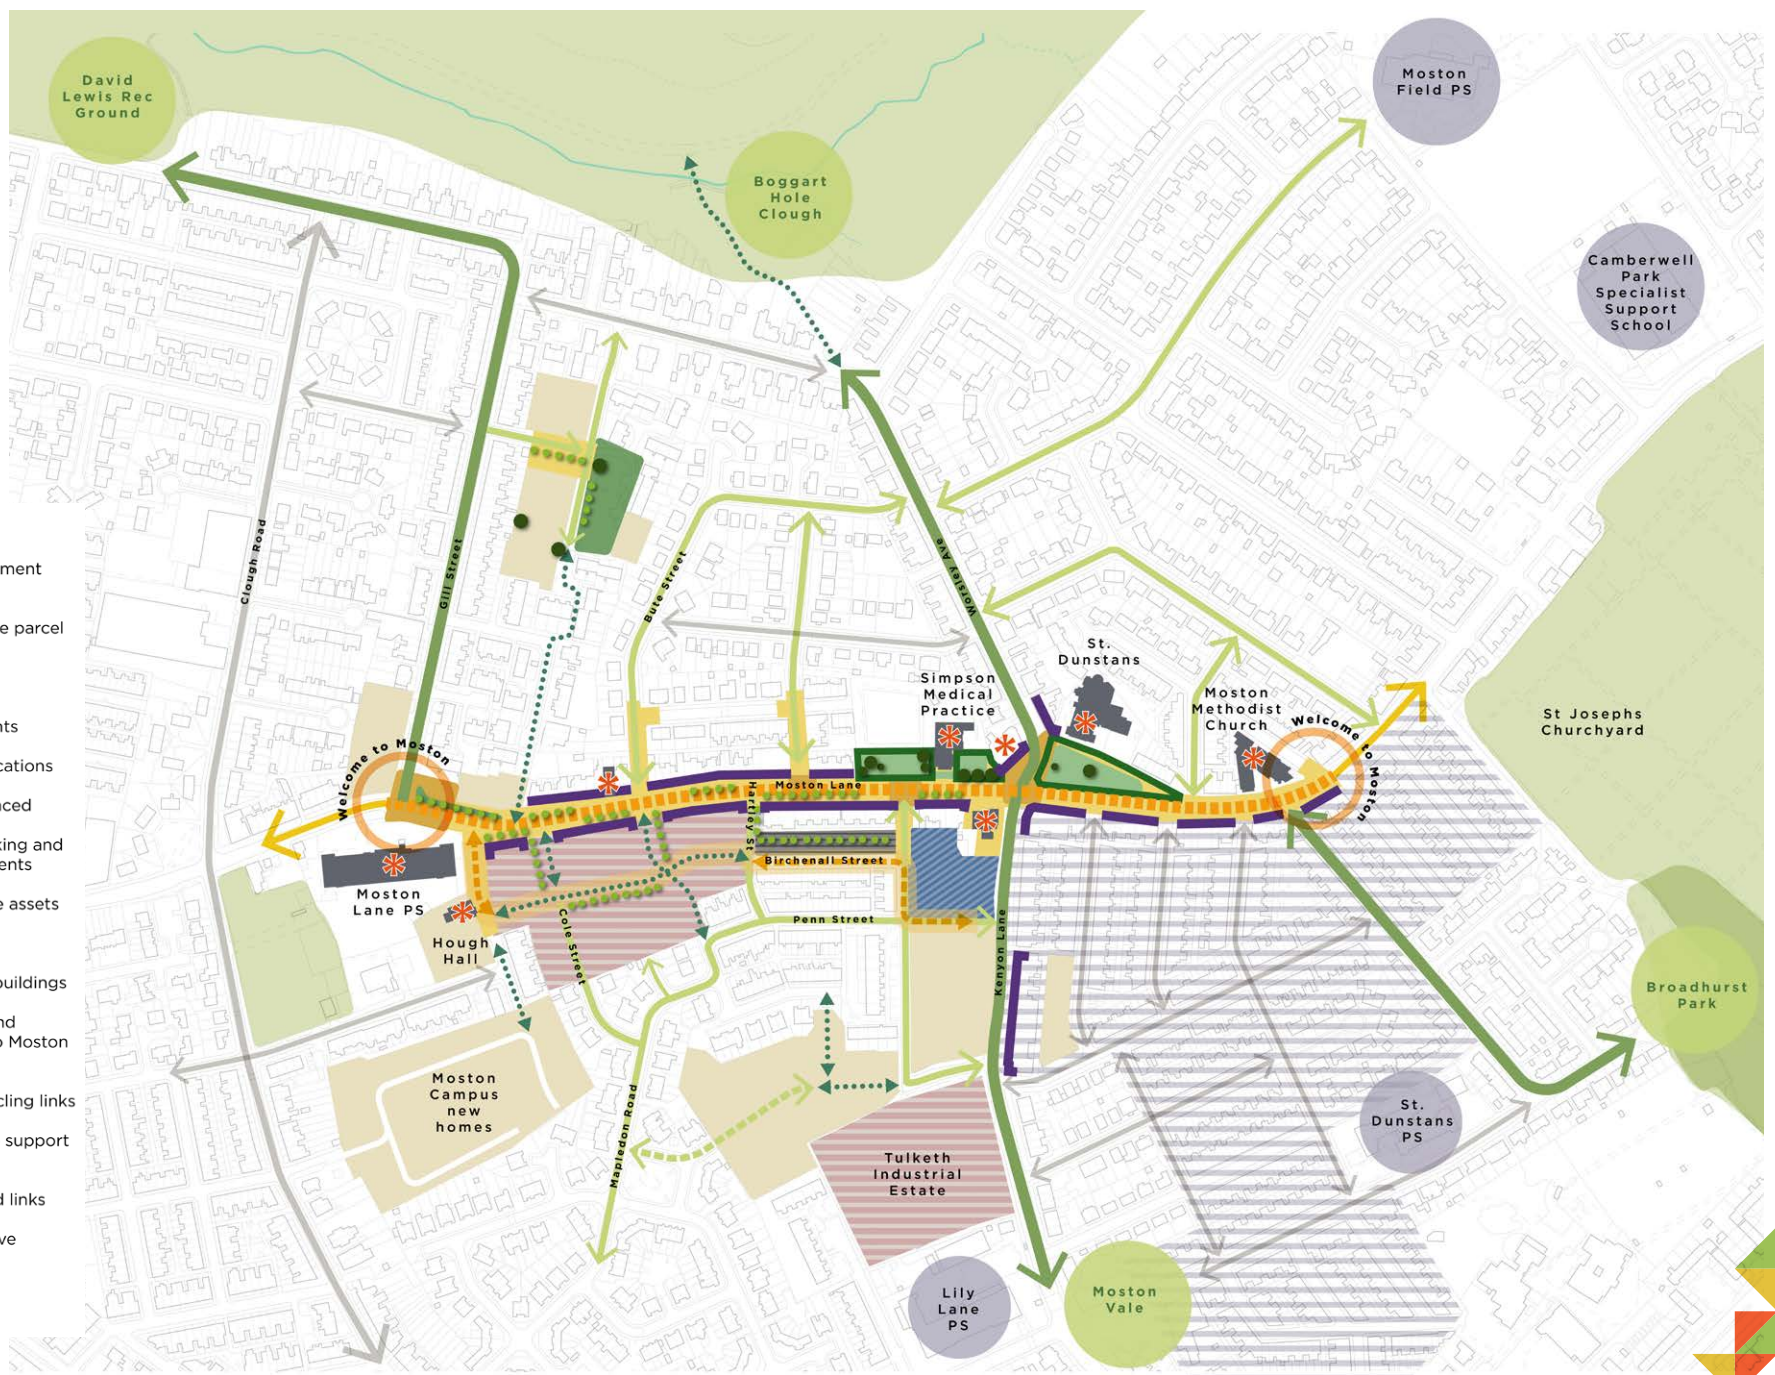 David
Lewis Rec
Ground
Boggart
Hole
Clough
Moston
Field PS
Camberwell
Park
Specialist
Support
School
Clough Road
Gill Street
Bute Street
Worsley Ave
St.
Dunstans
Simpson
Medical
Practice
Moston
Methodist
Church
Welcome to Moston
St Josephs
Churchyard
Welcome to Moston
Moston Lane
Hartley St
Birchenall Street
Moston
Lane PS
Hough
Hall
Cole Street
Penn Street
Kenyon Lane
Broadhurst
Park
Moston
Campus
new
homes
Mapledon Road
Tulketh
Industrial
Estate
St.
Dunstans
PS
Lily
Lane
PS
Moston
Vale
ment
e parcel
nts
cations
nced
king and
ents
e assets
buildings
nd
o Moston
cling links
support
d links
ve